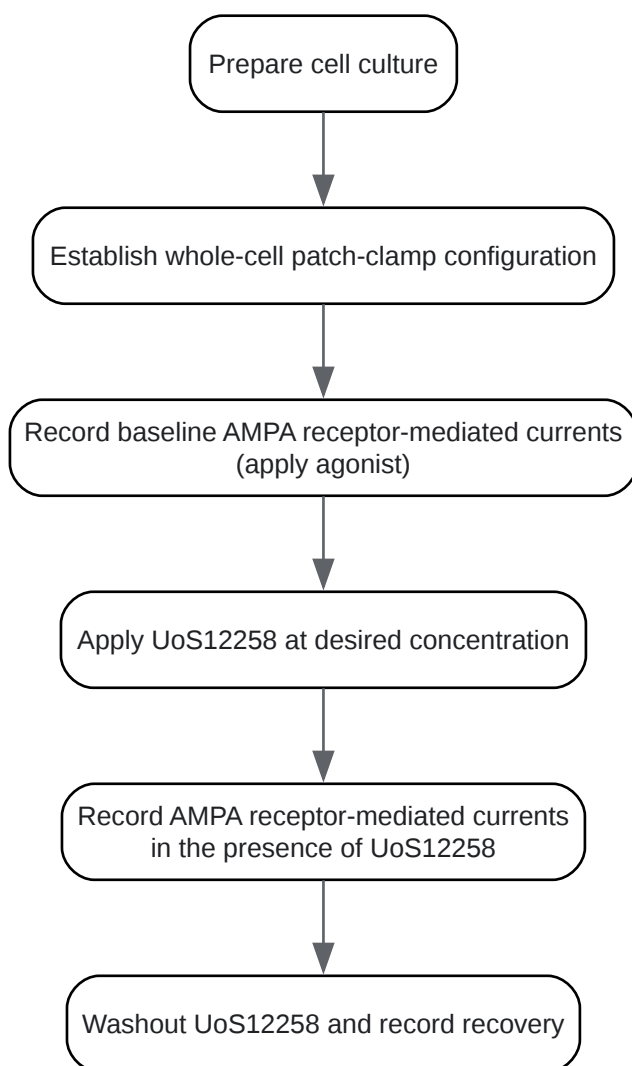 Prepare cell culture
Establish whole-cell patch-clamp configuration
Record baseline AMPA receptor-mediated currents
(apply agonist)
Apply UoS12258 at desired concentration
Record AMPA receptor-mediated currents
in the presence of UoS12258
Washout UoS12258 and record recovery